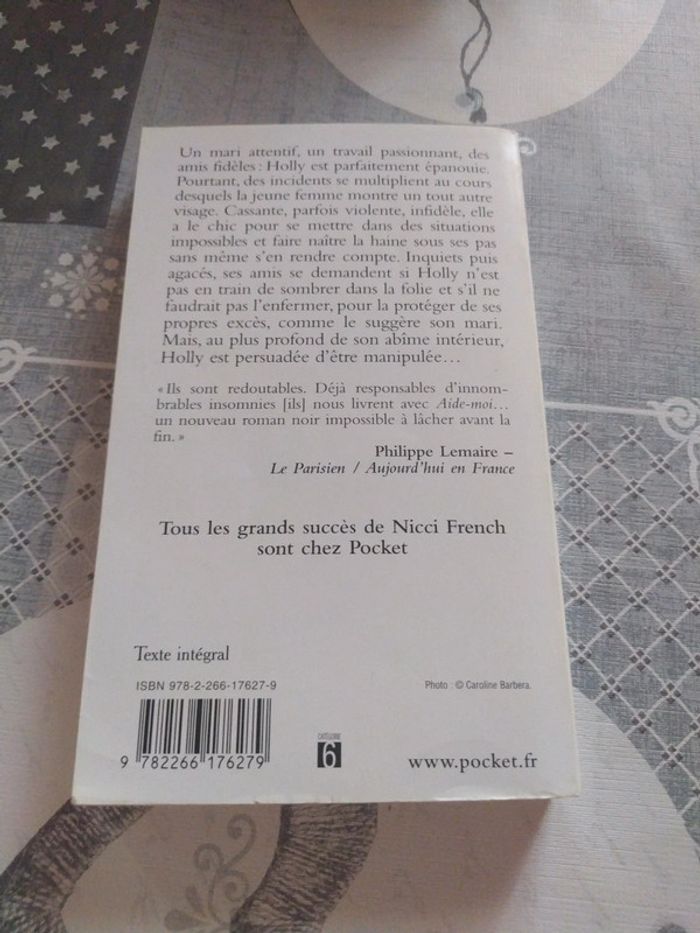 Un mari attentif, un travail passionnant, des
amis fidèles : Holly est parfaitement épanouie.
Pourtant, des incidents se multiplient au cours
desquels la jeune femme montre un tout autre
visage. Cassante, parfois violente, infidèle, elle
a le chic pour se mettre dans des situations
impossibles et faire naître la haine sous ses pas
sans même s'en rendre compte. Inquiets puis
agacés, ses amis se demandent si Holly n'est
pas en train de sombrer dans la folie et s'il ne
faudrait pas l'enfermer, pour la protéger de ses
propres excès, comme le suggère son mari.
Mais, au plus profond de son abîme intérieur,
Holly est persuadée d'être manipulée…
« Ils sont redoutables. Déjà responsables d'innom-
brables insomnies [ils] nous livrent avec Aide-moi…
un nouveau roman noir impossible à lâcher avant la
fin. »
Philippe Lemaire –
Le Parisien / Aujourd'hui en France
Tous les grands succès de Nicci French
sont chez Pocket
Texte intégral
ISBN 978-2-266-17627-9
Photo : © Caroline Barbera.
9 782266 176279
CATÉGORIE
6
www.pocket.fr